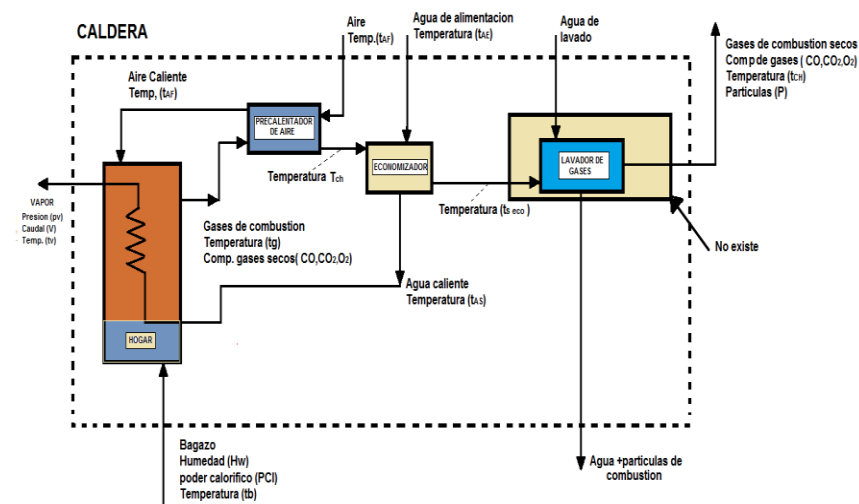 CALDERA
Aire
Temp.(tAF)
Agua de alimentacion
Temperatura (tAE)
Agua de
lavado
Gases de combustion secos
Comp de gases ( CO,CO2,O2)
Temperatura (tCH)
Particulas (P)
Aire Caliente
Temp, (tAF)
PRECALENTADOR
DE AIRE
ECONOMIZADOR
LAVADOR DE
GASES
Temperatura Tch
Temperatura (ts eco )
No existe
VAPOR
Presion (pv)
Caudal (V)
Temp. (tv)
Gases de combustion
Temperatura (tg)
Comp. gases secos( CO,CO2,O2)
Agua caliente
Temperatura (tAS)
HOGAR
Bagazo
Humedad (Hw)
poder calorifico (PCI)
Temperatura (tb)
Agua +particulas de
combustion